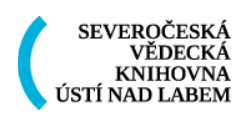 SEVEROČESKÁ
VĚDECKÁ
KNIHOVNA
ÚSTÍ NAD LABEM